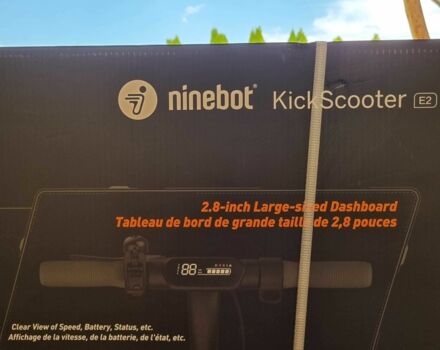 ninebot® KickScooter E2
2.8-inch Large-sized Dashboard
Tableau de bord de grande taille de 2,8 pouces
88
Clear View of Speed, Battery, Status, etc.
Affichage de la vitesse, de la batterie, de l'état, etc.